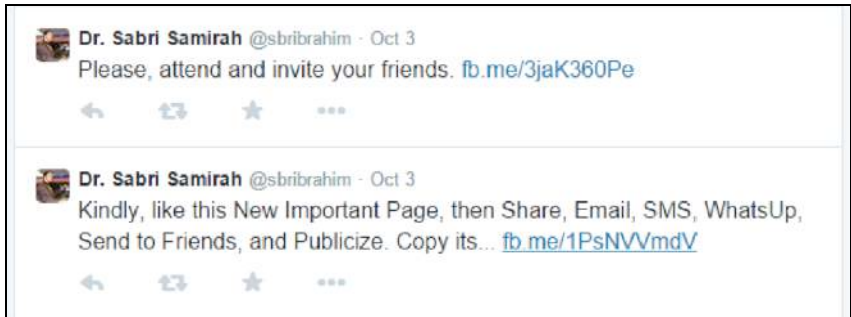 Dr. Sabri Samirah @sbribrahim · Oct 3
Please, attend and invite your friends. fb.me/3jaK360Pe
Dr. Sabri Samirah @sbribrahim · Oct 3
Kindly, like this New Important Page, then Share, Email, SMS, WhatsUp,
Send to Friends, and Publicize. Copy its... fb.me/1PsNVVmdV